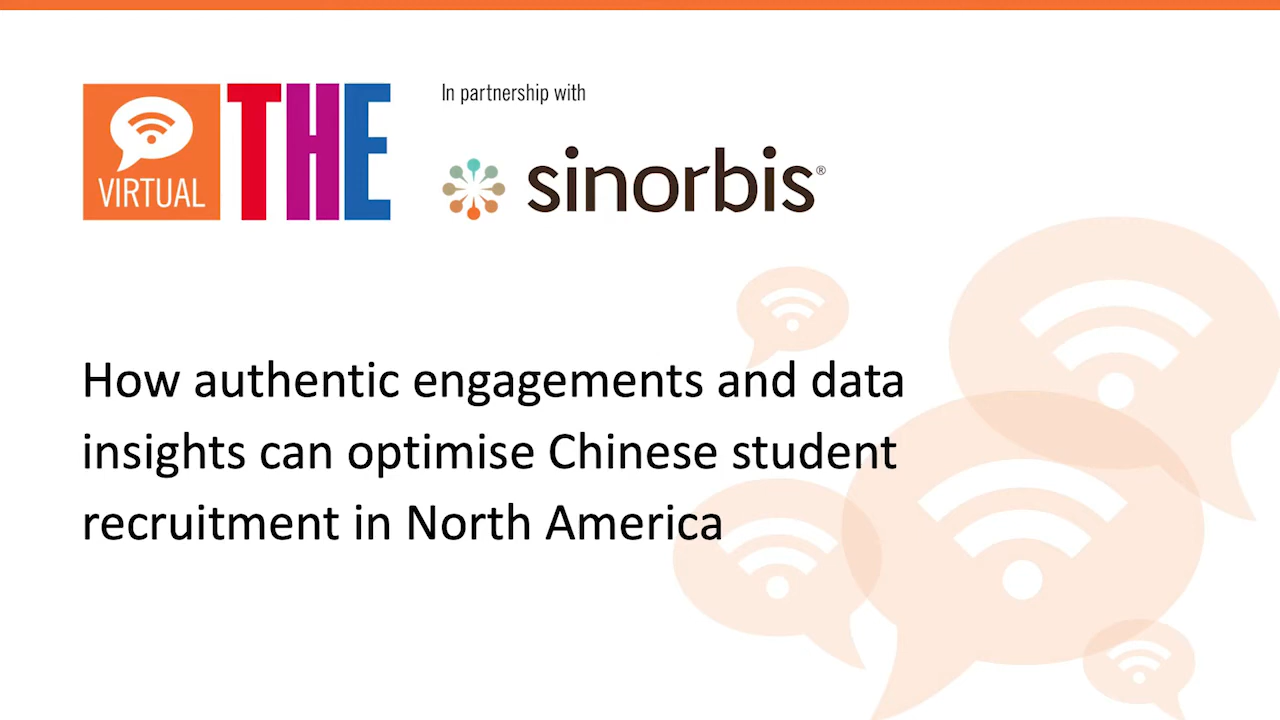 VIRTUAL
THE
In partnership with
sinorbis®
How authentic engagements and data
insights can optimise Chinese student
recruitment in North America